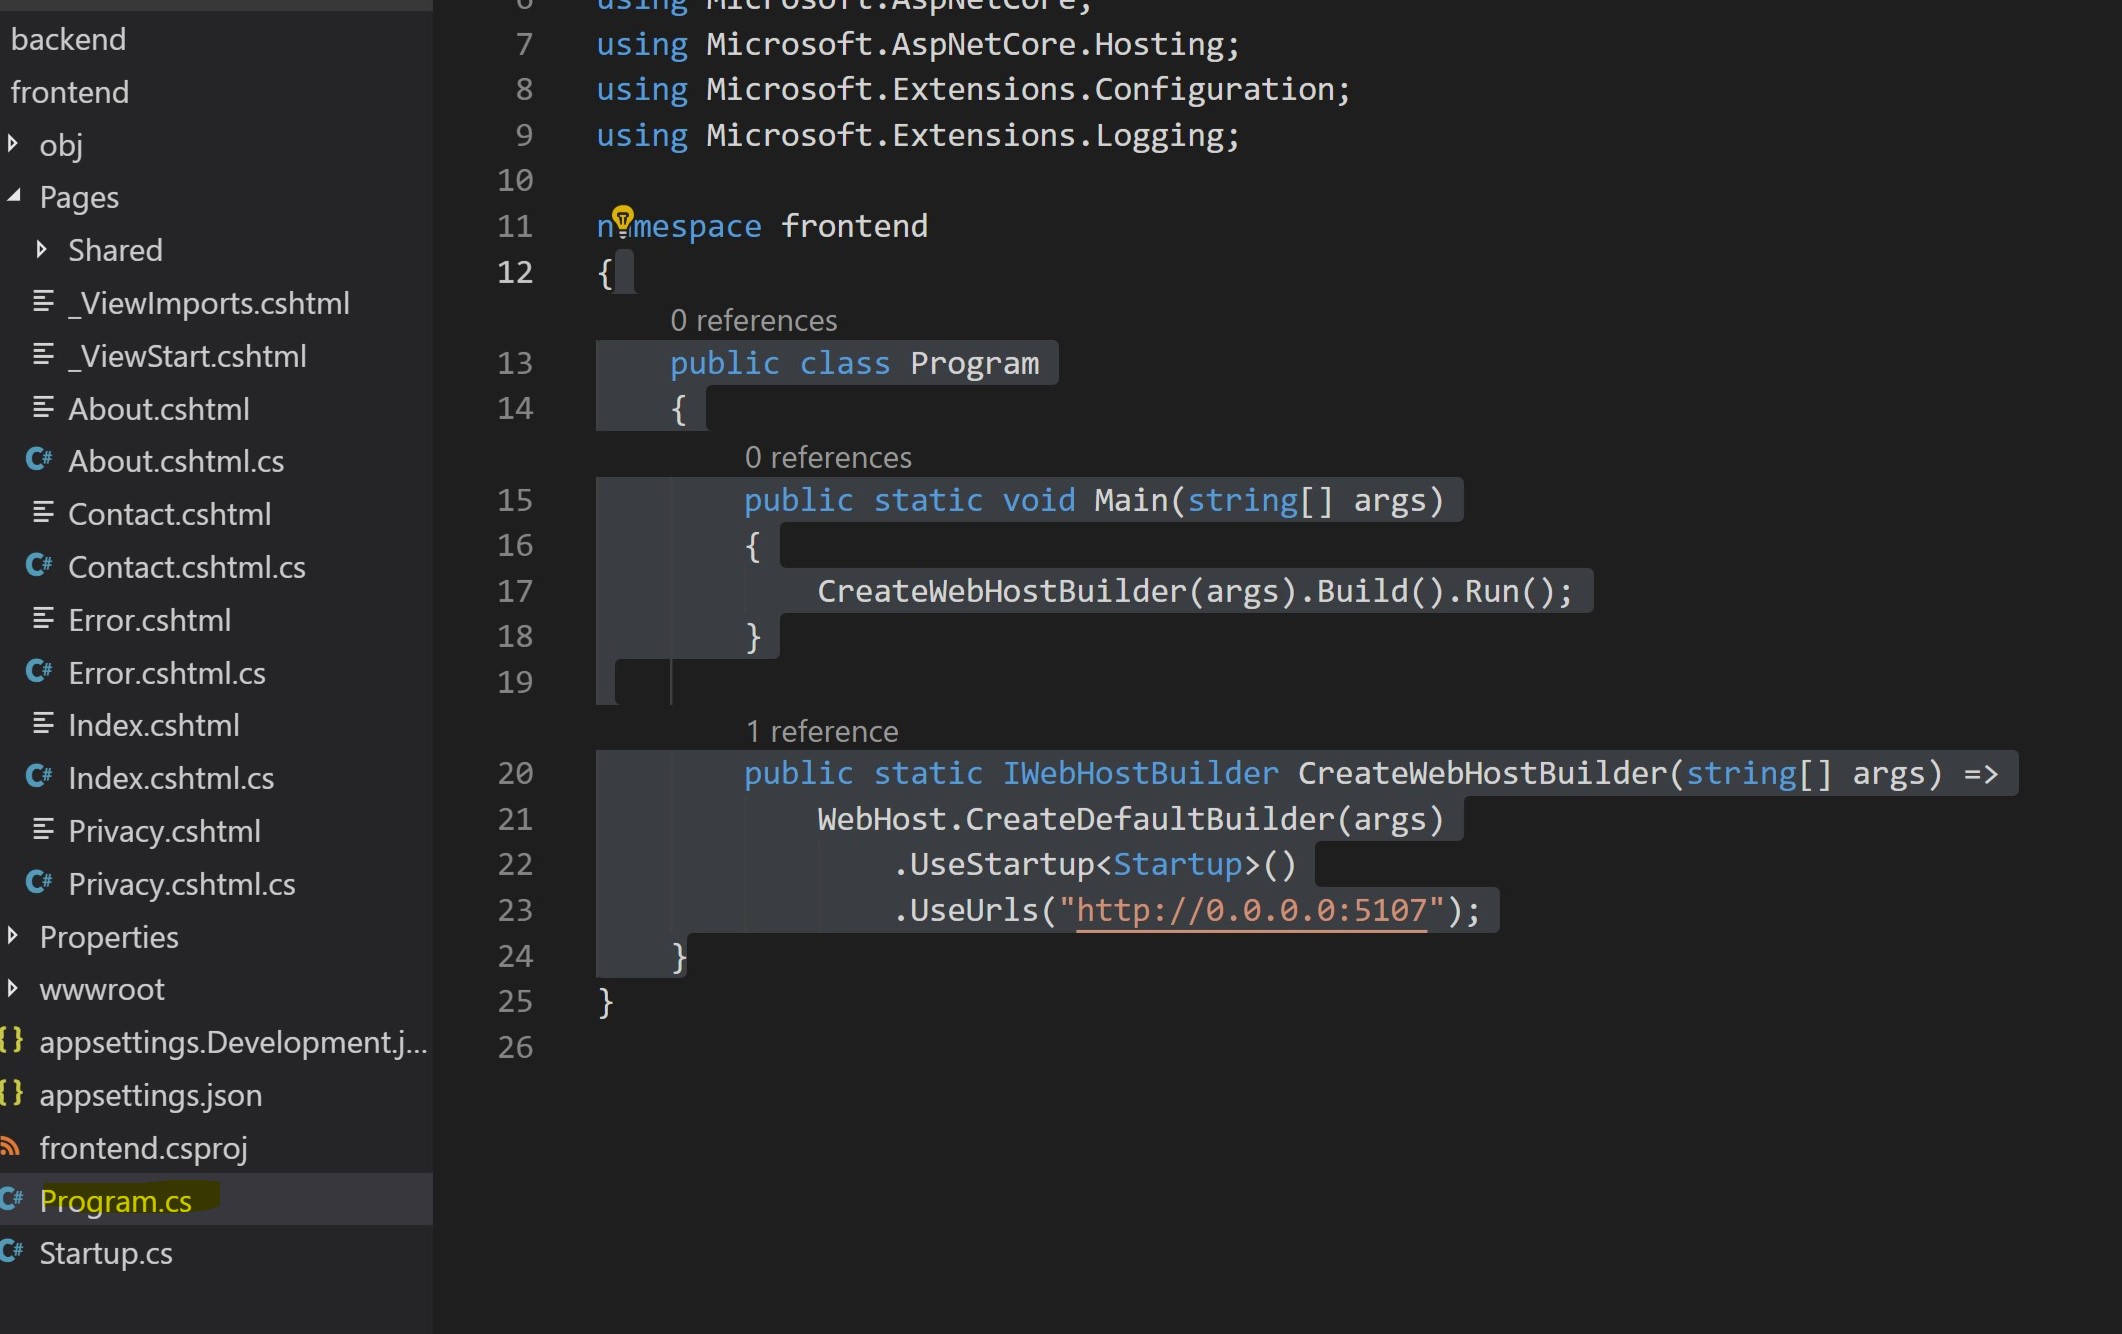 backend
frontend
obj
Pages
Shared
_ViewImports.cshtml
_ViewStart.cshtml
About.cshtml
About.cshtml.cs
Contact.cshtml
Contact.cshtml.cs
Error.cshtml
Error.cshtml.cs
Index.cshtml
Index.cshtml.cs
Privacy.cshtml
Privacy.cshtml.cs
Properties
wwwroot
appsettings.Development.j...
appsettings.json
frontend.csproj
Program.cs
Startup.cs
6 using Microsoft.AspNetCore;
7 using Microsoft.AspNetCore.Hosting;
8 using Microsoft.Extensions.Configuration;
9 using Microsoft.Extensions.Logging;
10
11 namespace frontend
12 {
0 references
13 public class Program
14 {
0 references
15 public static void Main(string[] args)
16 {
17 CreateWebHostBuilder(args).Build().Run();
18 }
19
1 reference
20 public static IWebHostBuilder CreateWebHostBuilder(string[] args) =>
21 WebHost.CreateDefaultBuilder(args)
22 .UseStartup<Startup>()
23 .UseUrls("http://0.0.0.0:5107");
24 }
25 }
26